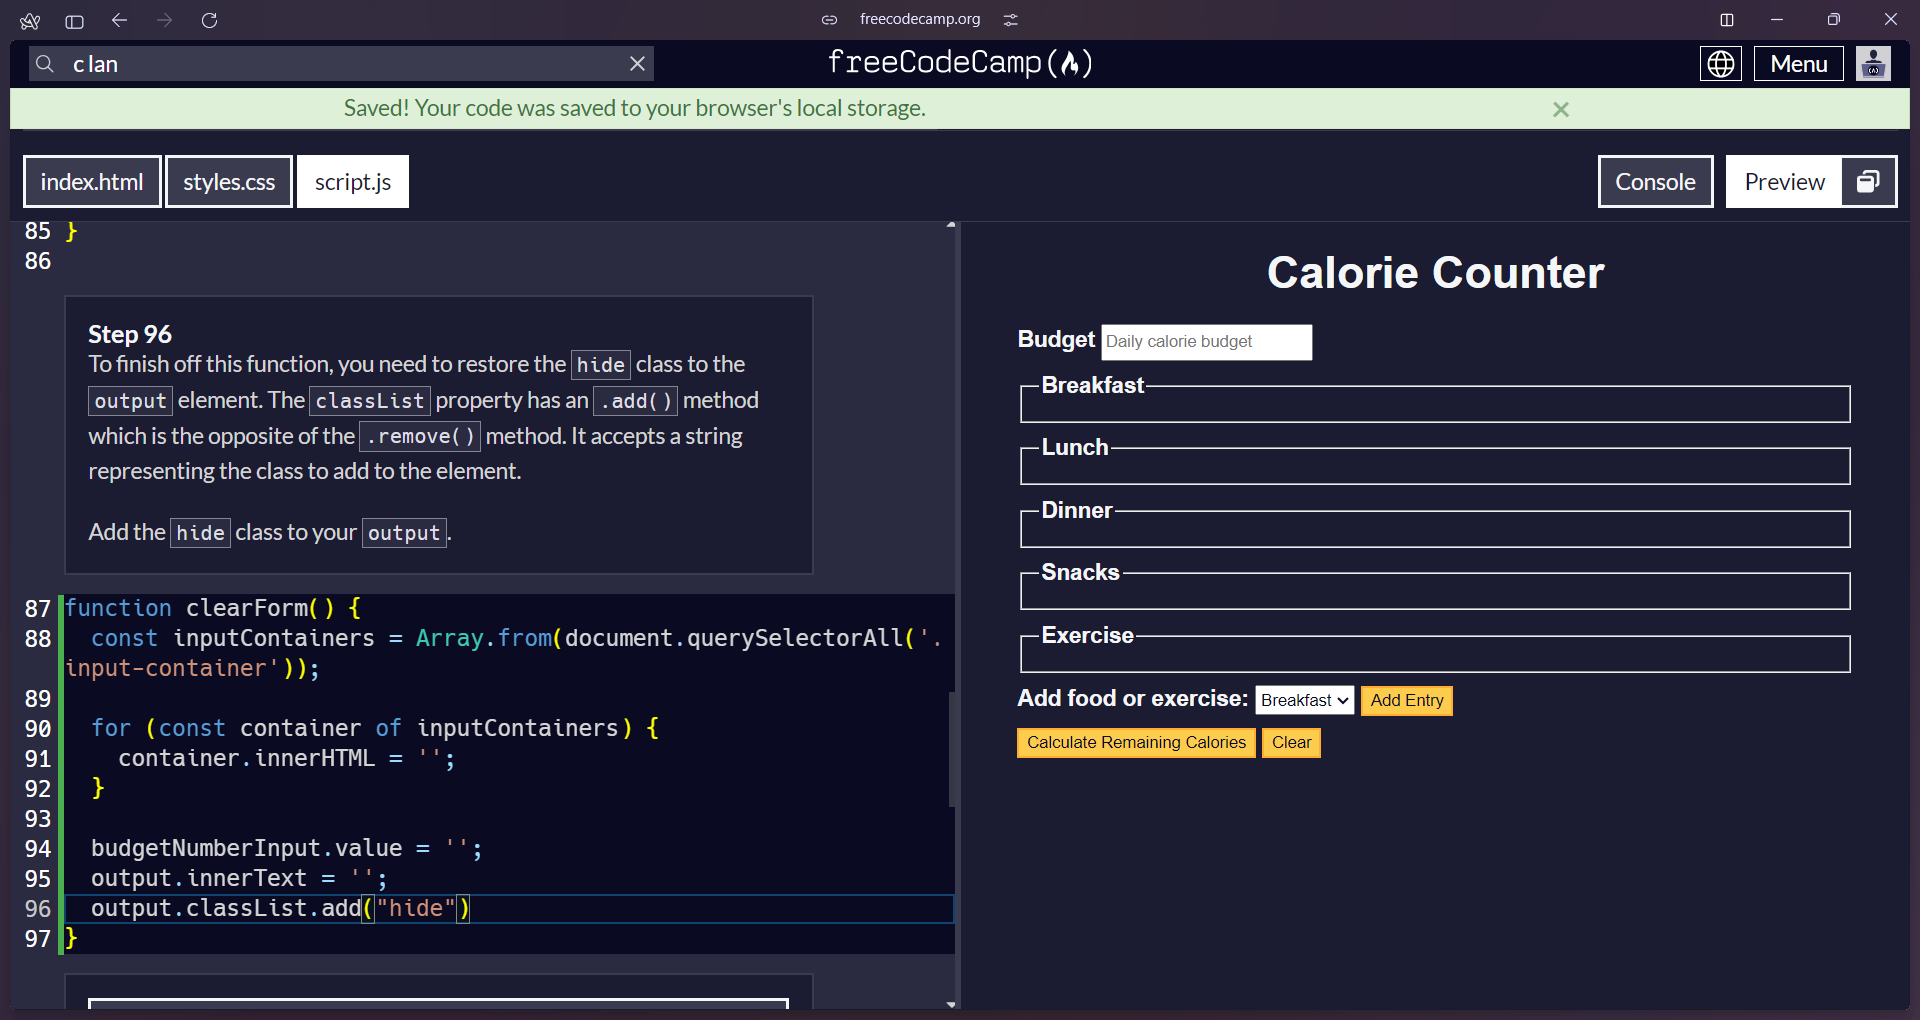 freecodecamp.org
c lan
freeCodeCamp
Menu
Saved! Your code was saved to your browser's local storage.
index.html
styles.css
script.js
Console
Preview
85 }
86
Step 96
To finish off this function, you need to restore the hide class to the
output element. The classList property has an .add() method
which is the opposite of the .remove() method. It accepts a string
representing the class to add to the element.
Add the hide class to your output.
87 function clearForm() {
88   const inputContainers = Array.from(document.querySelectorAll('.
input-container'));
89
90   for (const container of inputContainers) {
91     container.innerHTML = '';
92   }
93
94   budgetNumberInput.value = '';
95   output.innerText = '';
96   output.classList.add("hide")
97 }
Calorie Counter
Budget Daily calorie budget
Breakfast
Lunch
Dinner
Snacks
Exercise
Add food or exercise: Breakfast Add Entry
Calculate Remaining Calories Clear